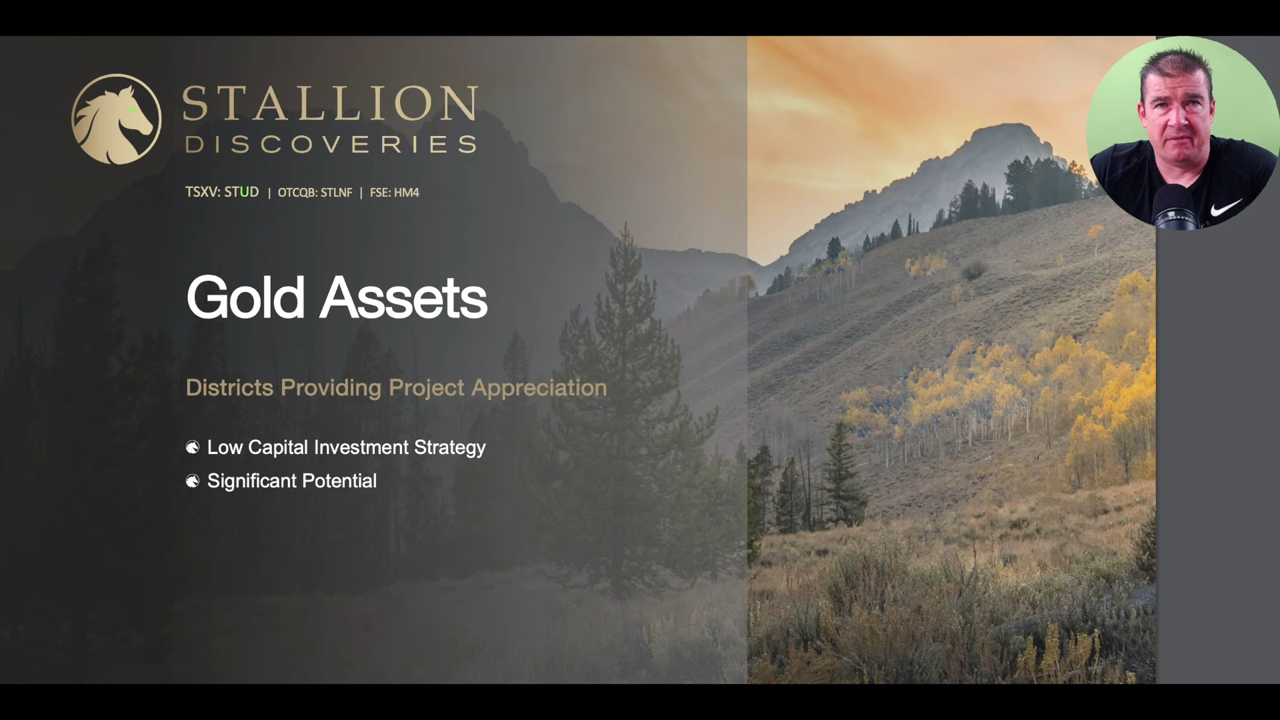 STALLION
DISCOVERIES
TSXV: STUD | OTCQB: STLNF | FSE: HM4
Gold Assets
Districts Providing Project Appreciation
Low Capital Investment Strategy
Significant Potential